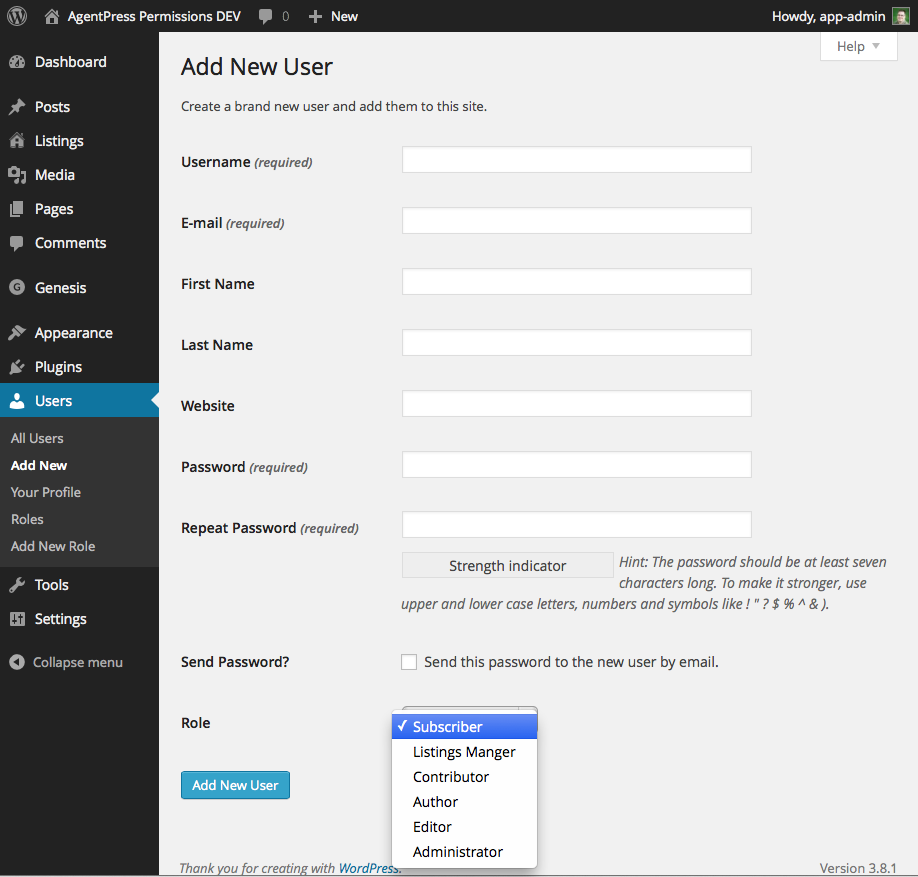 AgentPress Permissions DEV 0 New Howdy, app-admin
Help
Dashboard
Posts
Listings
Media
Pages
Comments
Genesis
Appearance
Plugins
Users
All Users
Add New
Your Profile
Roles
Add New Role
Tools
Settings
Collapse menu
Add New User
Create a brand new user and add them to this site.
Username (required)
E-mail (required)
First Name
Last Name
Website
Password (required)
Repeat Password (required)
Strength indicator
Hint: The password should be at least seven
characters long. To make it stronger, use
upper and lower case letters, numbers and symbols like ! " ? $ % ^ & ).
Send Password?
Send this password to the new user by email.
Role
Subscriber
Listings Manger
Contributor
Author
Editor
Administrator
Add New User
Thank you for creating with WordPress.
Version 3.8.1